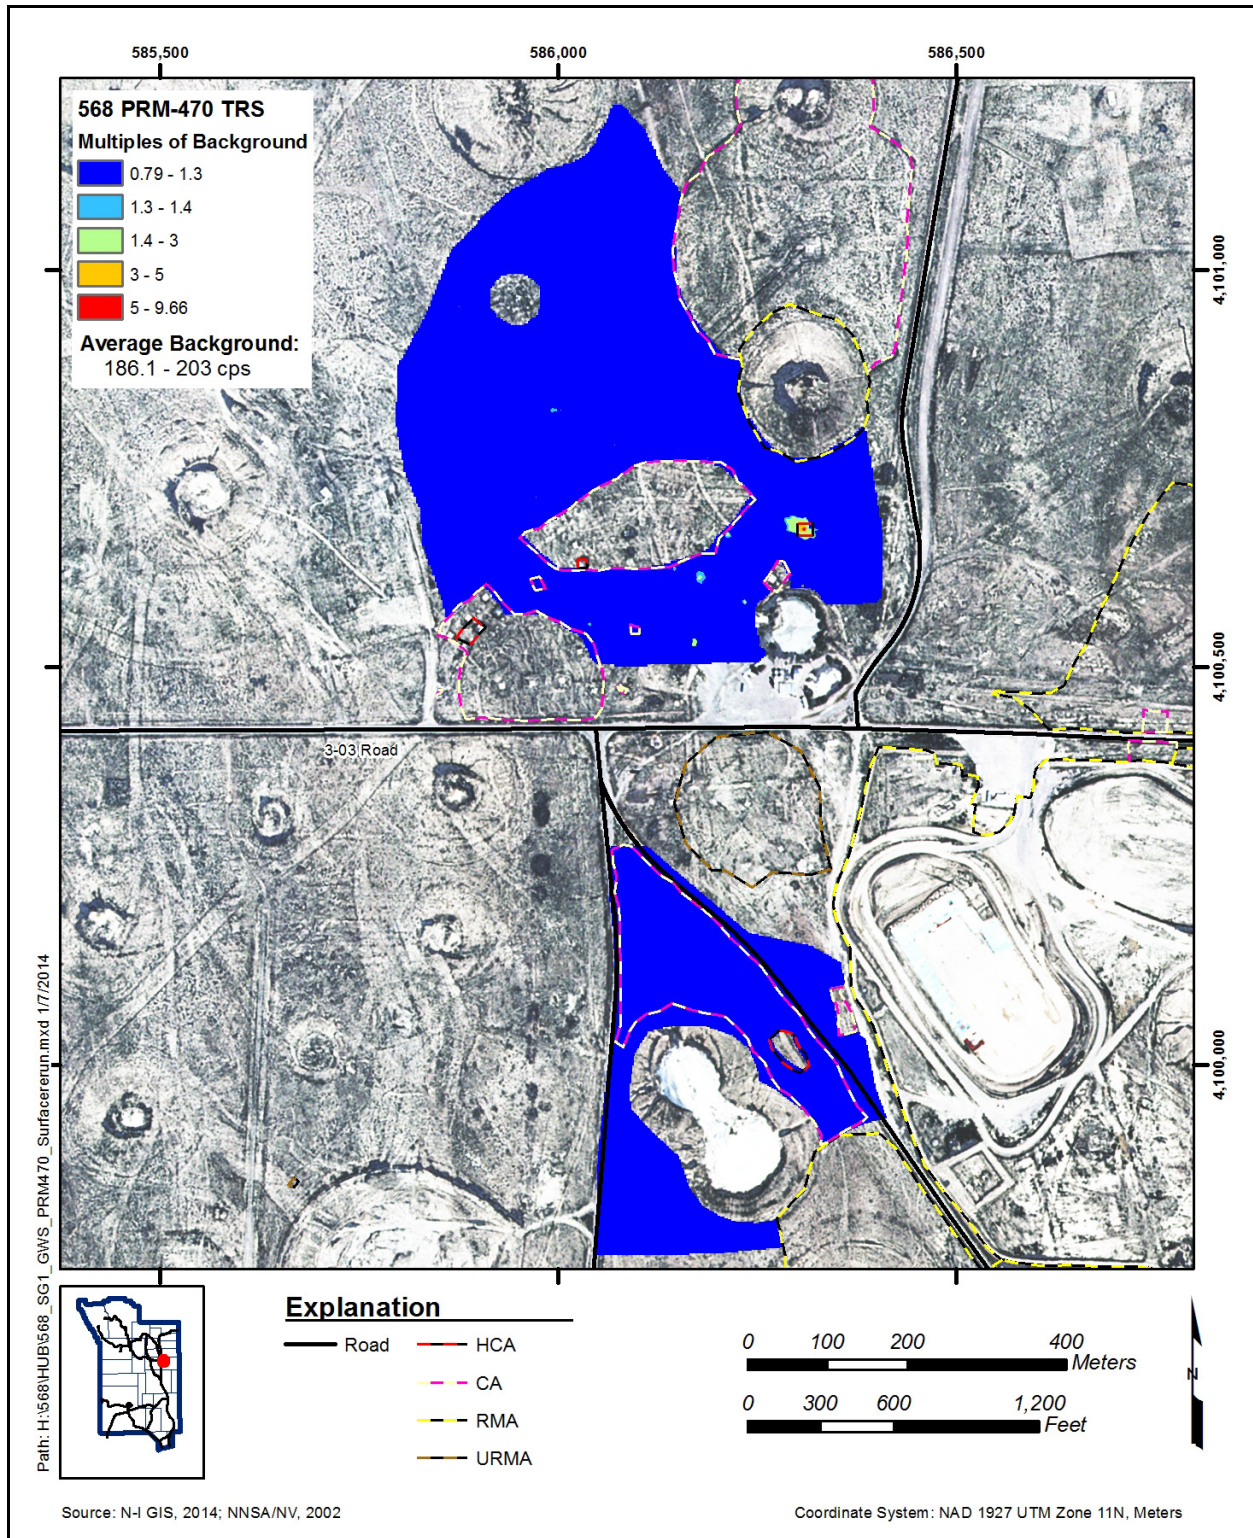 585,500
586,000
586,500
568 PRM-470 TRS
Multiples of Background
0.79 - 1.3
1.3 - 1.4
1.4 - 3
3 - 5
5 - 9.66
Average Background:
186.1 - 203 cps
4,101,000
4,100,500
3-03 Road
4,100,000
Path: H:\568\HUB\568_SG1_GWS_PRM470_Surfacererun.mxd 1/7/2014
Explanation
Road
HCA
CA
RMA
URMA
0 100 200 400
Meters
0 300 600 1,200
Feet
N
Source: N-I GIS, 2014; NNSA/NV, 2002
Coordinate System: NAD 1927 UTM Zone 11N, Meters